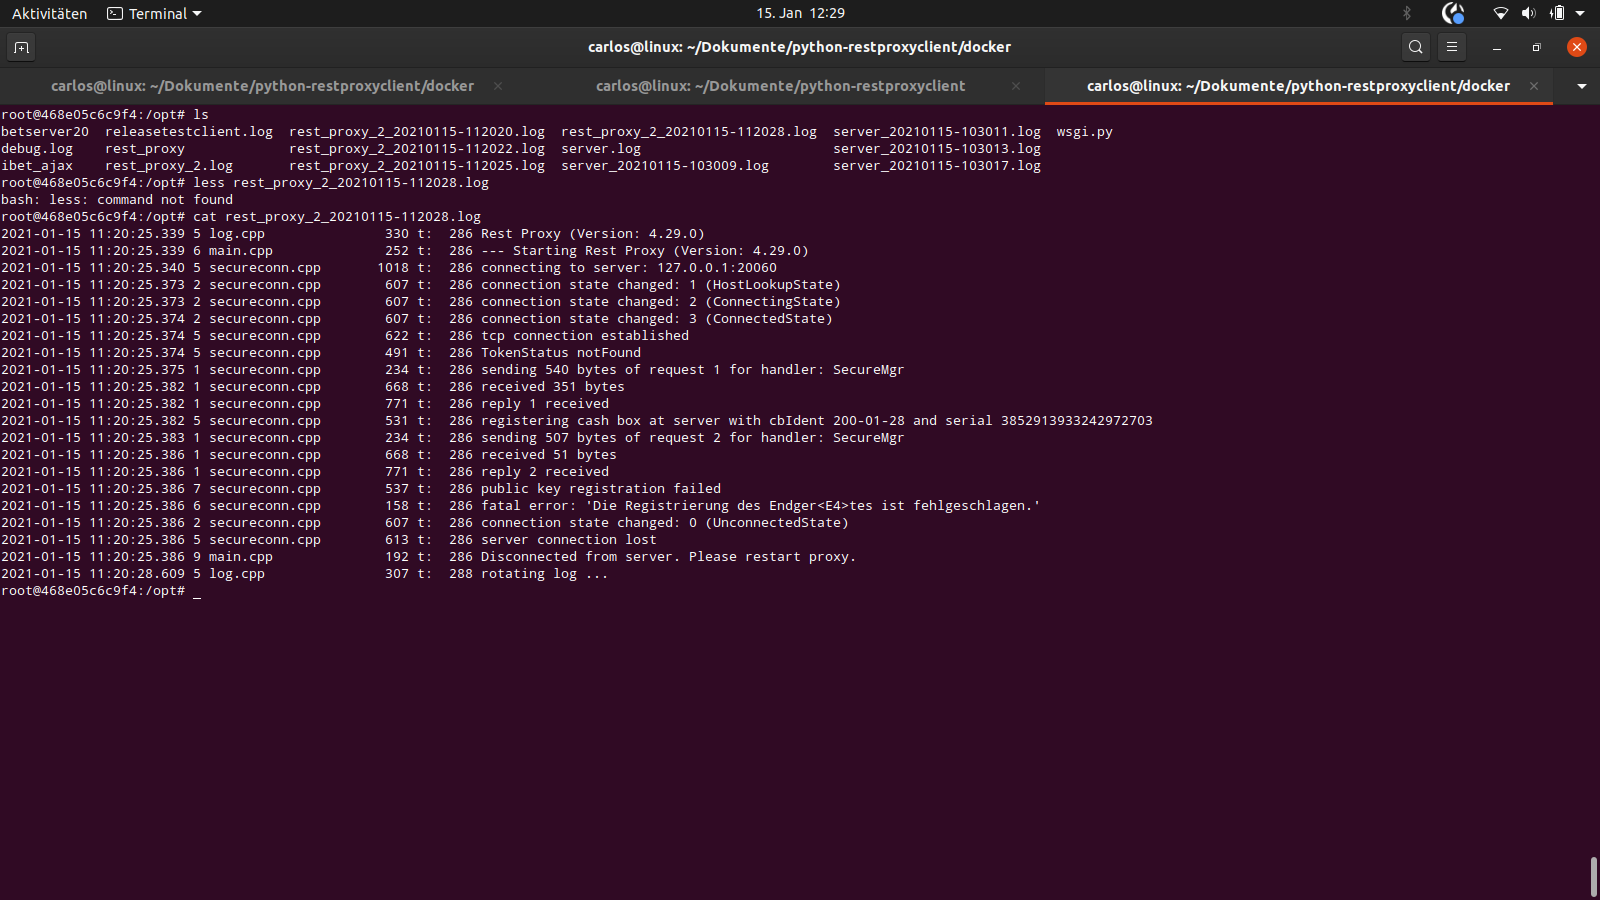 Aktivitäten Terminal 15. Jan 12:29
carlos@linux: ~/Dokumente/python-restproxyclient/docker
carlos@linux: ~/Dokumente/python-restproxyclient/docker carlos@linux: ~/Dokumente/python-restproxyclient carlos@linux: ~/Dokumente/python-restproxyclient/docker
root@468e05c6c9f4:/opt# ls
betserver20 releasetestclient.log rest_proxy_2_20210115-112020.log rest_proxy_2_20210115-112028.log server_20210115-103011.log wsgi.py
debug.log rest_proxy rest_proxy_2_20210115-112022.log server.log server_20210115-103013.log
ibet_ajax rest_proxy_2.log rest_proxy_2_20210115-112025.log server_20210115-103009.log server_20210115-103017.log
root@468e05c6c9f4:/opt# less rest_proxy_2_20210115-112028.log
bash: less: command not found
root@468e05c6c9f4:/opt# cat rest_proxy_2_20210115-112028.log
2021-01-15 11:20:25.339 5 log.cpp 330 t: 286 Rest Proxy (Version: 4.29.0)
2021-01-15 11:20:25.339 6 main.cpp 252 t: 286 --- Starting Rest Proxy (Version: 4.29.0)
2021-01-15 11:20:25.340 5 secureconn.cpp 1018 t: 286 connecting to server: 127.0.0.1:20060
2021-01-15 11:20:25.373 2 secureconn.cpp 607 t: 286 connection state changed: 1 (HostLookupState)
2021-01-15 11:20:25.373 2 secureconn.cpp 607 t: 286 connection state changed: 2 (ConnectingState)
2021-01-15 11:20:25.374 2 secureconn.cpp 607 t: 286 connection state changed: 3 (ConnectedState)
2021-01-15 11:20:25.374 5 secureconn.cpp 622 t: 286 tcp connection established
2021-01-15 11:20:25.374 5 secureconn.cpp 491 t: 286 TokenStatus notFound
2021-01-15 11:20:25.375 1 secureconn.cpp 234 t: 286 sending 540 bytes of request 1 for handler: SecureMgr
2021-01-15 11:20:25.382 1 secureconn.cpp 668 t: 286 received 351 bytes
2021-01-15 11:20:25.382 1 secureconn.cpp 771 t: 286 reply 1 received
2021-01-15 11:20:25.382 5 secureconn.cpp 531 t: 286 registering cash box at server with cbIdent 200-01-28 and serial 3852913933242972703
2021-01-15 11:20:25.383 1 secureconn.cpp 234 t: 286 sending 507 bytes of request 2 for handler: SecureMgr
2021-01-15 11:20:25.386 1 secureconn.cpp 668 t: 286 received 51 bytes
2021-01-15 11:20:25.386 1 secureconn.cpp 771 t: 286 reply 2 received
2021-01-15 11:20:25.386 7 secureconn.cpp 537 t: 286 public key registration failed
2021-01-15 11:20:25.386 6 secureconn.cpp 158 t: 286 fatal error: 'Die Registrierung des Endger<E4>tes ist fehlgeschlagen.'
2021-01-15 11:20:25.386 2 secureconn.cpp 607 t: 286 connection state changed: 0 (UnconnectedState)
2021-01-15 11:20:25.386 5 secureconn.cpp 613 t: 286 server connection lost
2021-01-15 11:20:25.386 9 main.cpp 192 t: 286 Disconnected from server. Please restart proxy.
2021-01-15 11:20:28.609 5 log.cpp 307 t: 288 rotating log ...
root@468e05c6c9f4:/opt# _